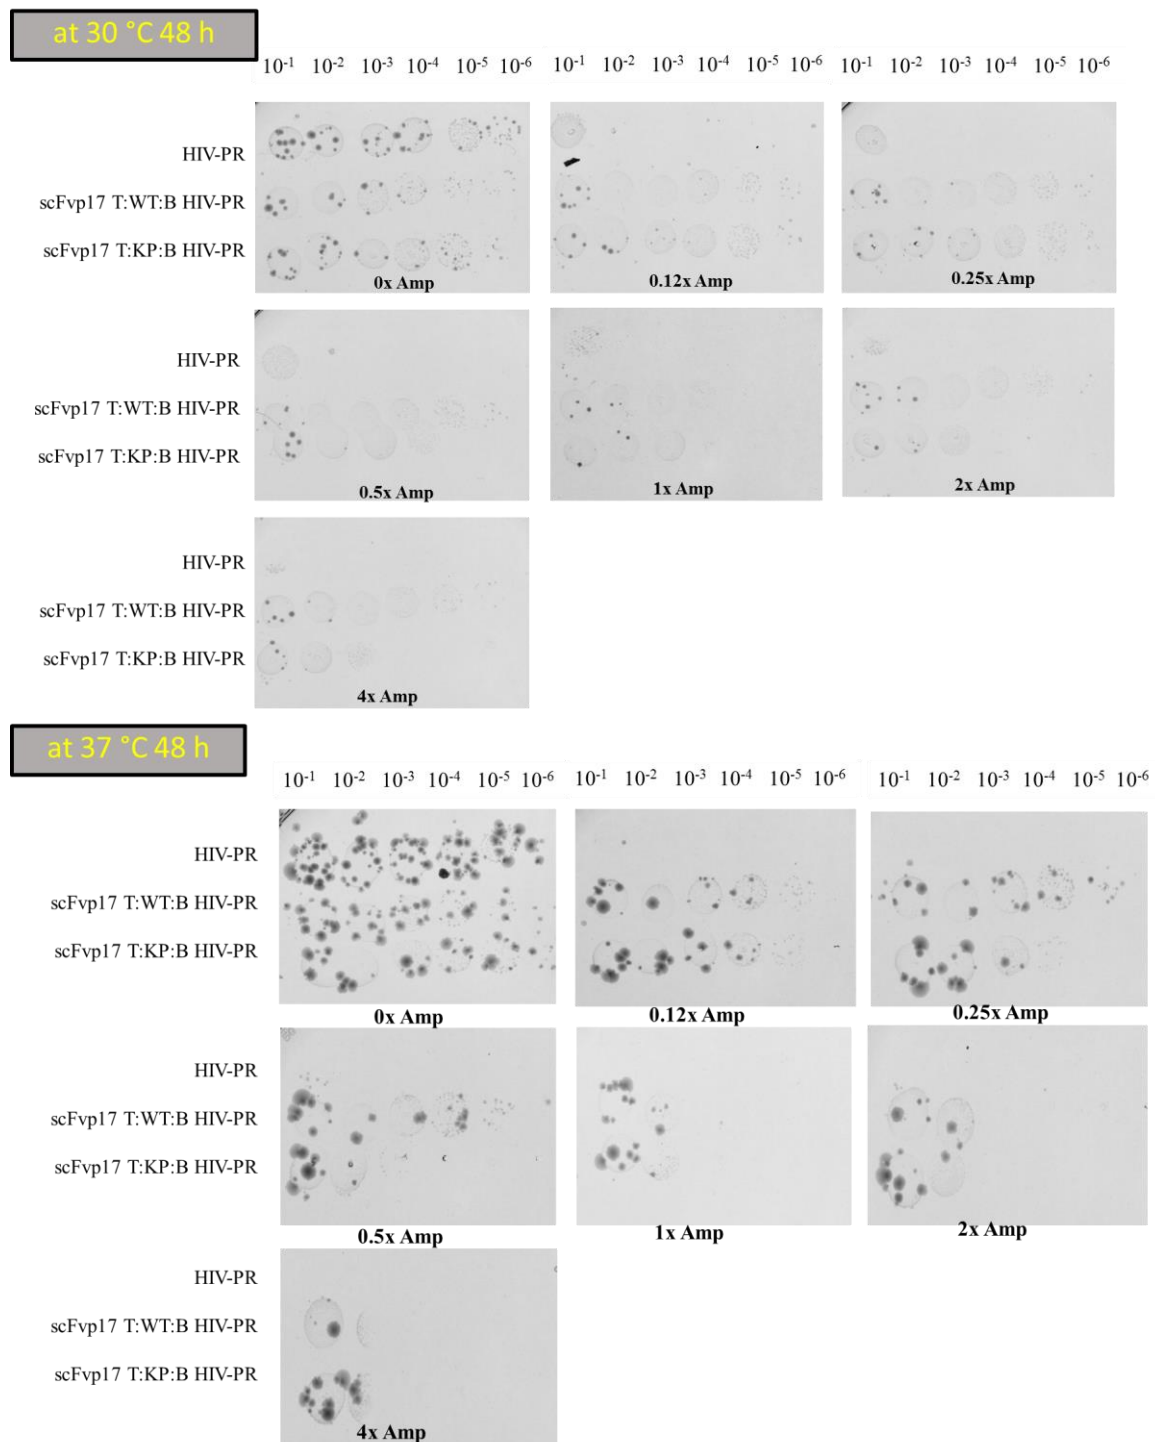 at 30 °C 48 h
10⁻¹ 10⁻² 10⁻³ 10⁻⁴ 10⁻⁵ 10⁻⁶ 10⁻¹ 10⁻² 10⁻³ 10⁻⁴ 10⁻⁵ 10⁻⁶ 10⁻¹ 10⁻² 10⁻³ 10⁻⁴ 10⁻⁵ 10⁻⁶
HIV-PR
scFvp17 T:WT:B HIV-PR
scFvp17 T:KP:B HIV-PR
0x Amp 0.12x Amp 0.25x Amp
HIV-PR
scFvp17 T:WT:B HIV-PR
scFvp17 T:KP:B HIV-PR
0.5x Amp 1x Amp 2x Amp
HIV-PR
scFvp17 T:WT:B HIV-PR
scFvp17 T:KP:B HIV-PR
4x Amp
at 37 °C 48 h
10⁻¹ 10⁻² 10⁻³ 10⁻⁴ 10⁻⁵ 10⁻⁶ 10⁻¹ 10⁻² 10⁻³ 10⁻⁴ 10⁻⁵ 10⁻⁶ 10⁻¹ 10⁻² 10⁻³ 10⁻⁴ 10⁻⁵ 10⁻⁶
HIV-PR
scFvp17 T:WT:B HIV-PR
scFvp17 T:KP:B HIV-PR
0x Amp 0.12x Amp 0.25x Amp
HIV-PR
scFvp17 T:WT:B HIV-PR
scFvp17 T:KP:B HIV-PR
0.5x Amp 1x Amp 2x Amp
HIV-PR
scFvp17 T:WT:B HIV-PR
scFvp17 T:KP:B HIV-PR
4x Amp